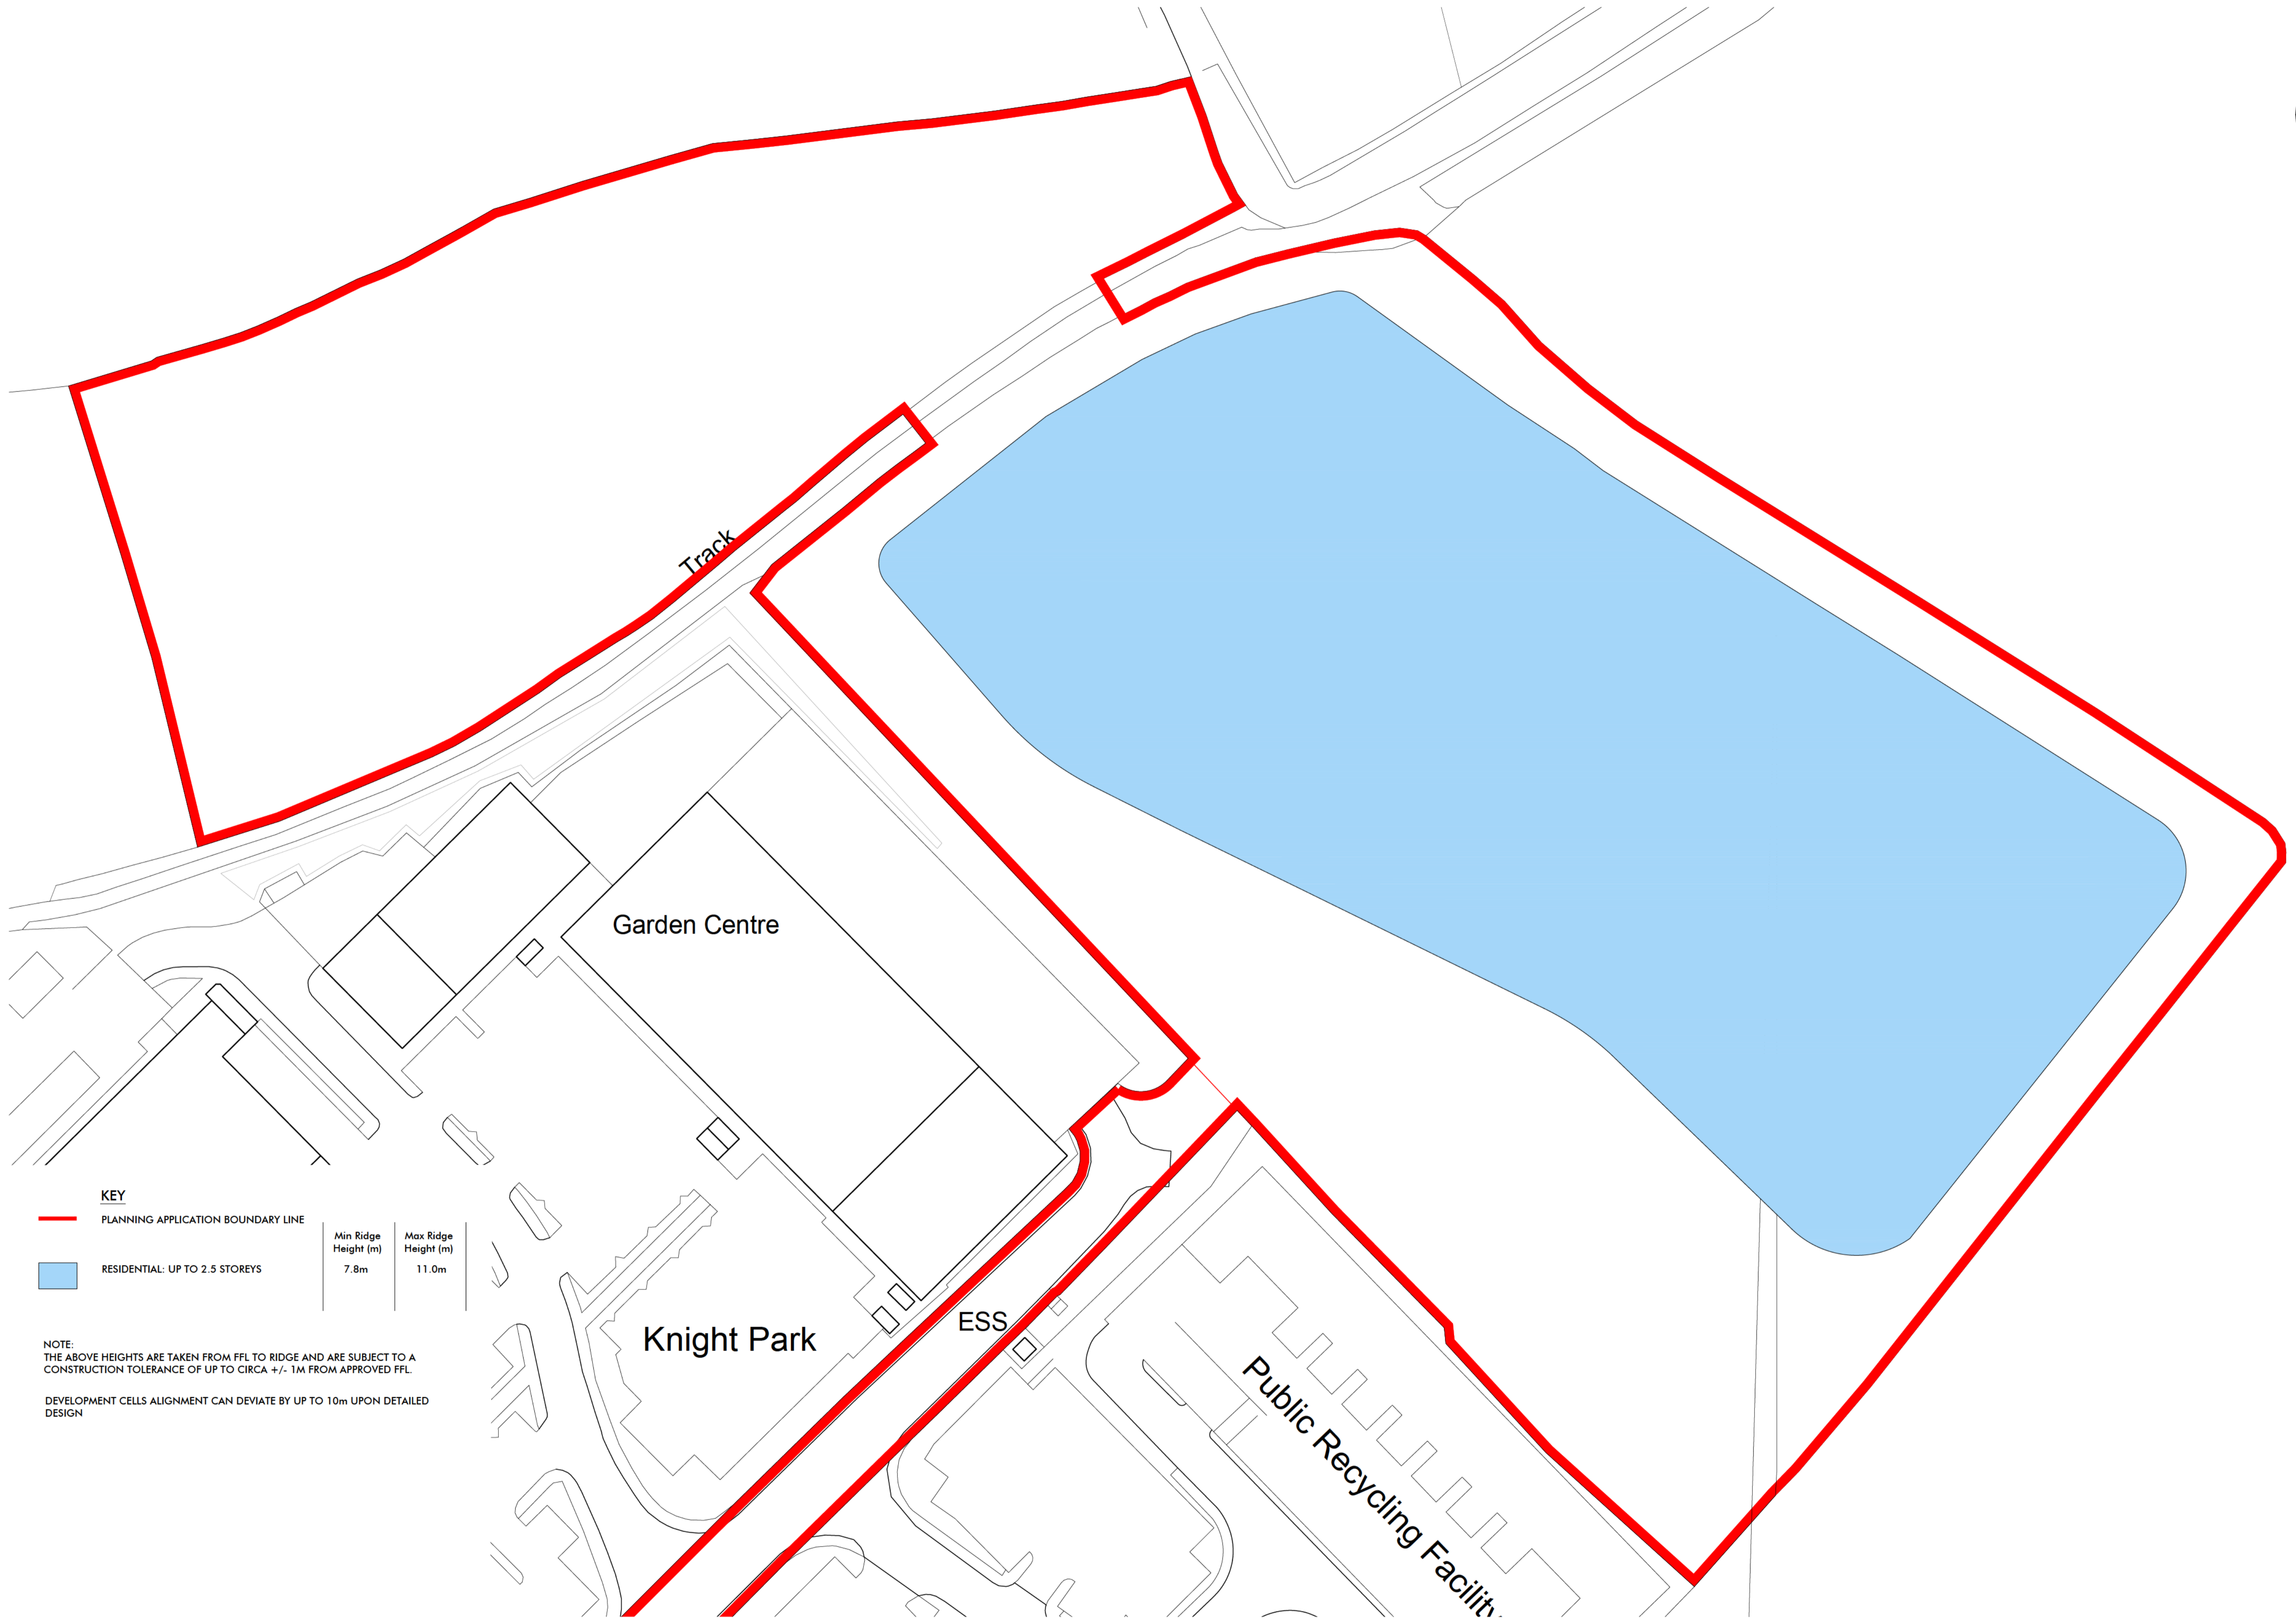 Track
Garden Centre
KEY
PLANNING APPLICATION BOUNDARY LINE
Min Ridge
Height (m)
Max Ridge
Height (m)
RESIDENTIAL: UP TO 2.5 STOREYS
7.8m
11.0m
NOTE:
THE ABOVE HEIGHTS ARE TAKEN FROM FFL TO RIDGE AND ARE SUBJECT TO A
CONSTRUCTION TOLERANCE OF UP TO CIRCA +/- 1M FROM APPROVED FFL.
DEVELOPMENT CELLS ALIGNMENT CAN DEVIATE BY UP TO 10m UPON DETAILED
DESIGN
Knight Park
ESS
Public Recycling Facility